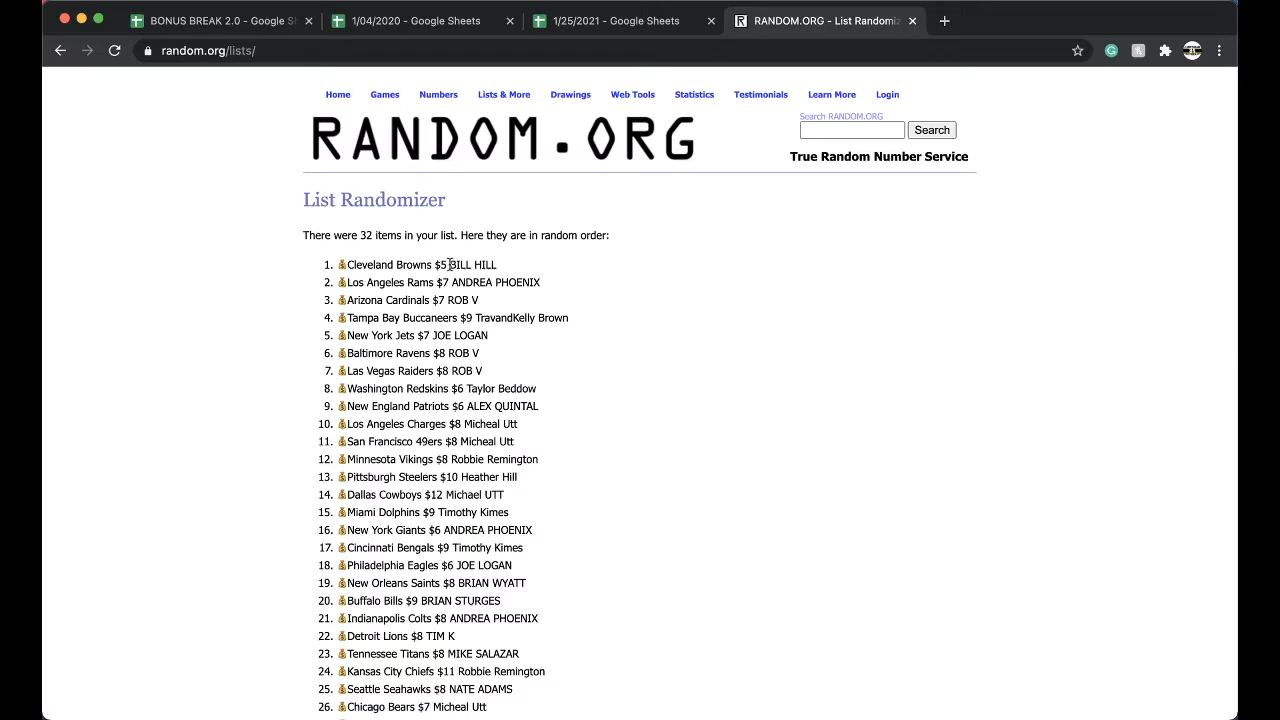 BONUS BREAK 2.0 - Google S
1/04/2020 - Google Sheets
1/25/2021 - Google Sheets
RANDOM.ORG - List Randomiz
random.org/lists/
Home Games Numbers Lists & More Drawings Web Tools Statistics Testimonials Learn More Login
RANDOM.ORG
Search RANDOM.ORG
Search
True Random Number Service
List Randomizer
There were 32 items in your list. Here they are in random order:
1. Cleveland Browns $5 BILL HILL
2. Los Angeles Rams $7 ANDREA PHOENIX
3. Arizona Cardinals $7 ROB V
4. Tampa Bay Buccaneers $9 TravandKelly Brown
5. New York Jets $7 JOE LOGAN
6. Baltimore Ravens $8 ROB V
7. Las Vegas Raiders $8 ROB V
8. Washington Redskins $6 Taylor Beddow
9. New England Patriots $6 ALEX QUINTAL
10. Los Angeles Charges $8 Micheal Utt
11. San Francisco 49ers $8 Micheal Utt
12. Minnesota Vikings $8 Robbie Remington
13. Pittsburgh Steelers $10 Heather Hill
14. Dallas Cowboys $12 Michael UTT
15. Miami Dolphins $9 Timothy Kimes
16. New York Giants $6 ANDREA PHOENIX
17. Cincinnati Bengals $9 Timothy Kimes
18. Philadelphia Eagles $6 JOE LOGAN
19. New Orleans Saints $8 BRIAN WYATT
20. Buffalo Bills $9 BRIAN STURGES
21. Indianapolis Colts $8 ANDREA PHOENIX
22. Detroit Lions $8 TIM K
23. Tennessee Titans $8 MIKE SALAZAR
24. Kansas City Chiefs $11 Robbie Remington
25. Seattle Seahawks $8 NATE ADAMS
26. Chicago Bears $7 Micheal Utt